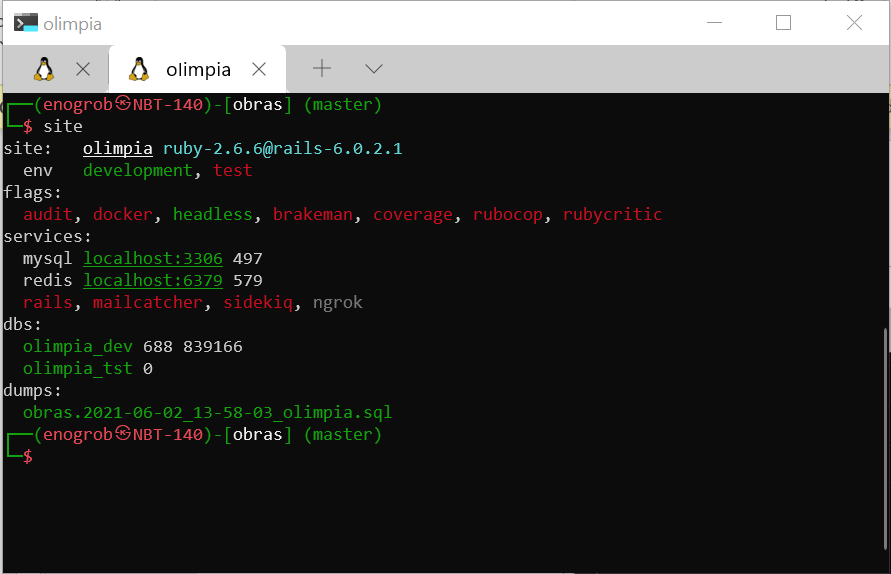 olimpia
olimpia
┌──(enogrob㉿NBT-140)-[obras] (master)
└─$ site
site:   olimpia ruby-2.6.6@rails-6.0.2.1
  env   development, test
flags:
  audit, docker, headless, brakeman, coverage, rubocop, rubycritic
services:
  mysql localhost:3306 497
  redis localhost:6379 579
  rails, mailcatcher, sidekiq, ngrok
dbs:
  olimpia_dev 688 839166
  olimpia_tst 0
dumps:
  obras.2021-06-02_13-58-03_olimpia.sql
┌──(enogrob㉿NBT-140)-[obras] (master)
└─$